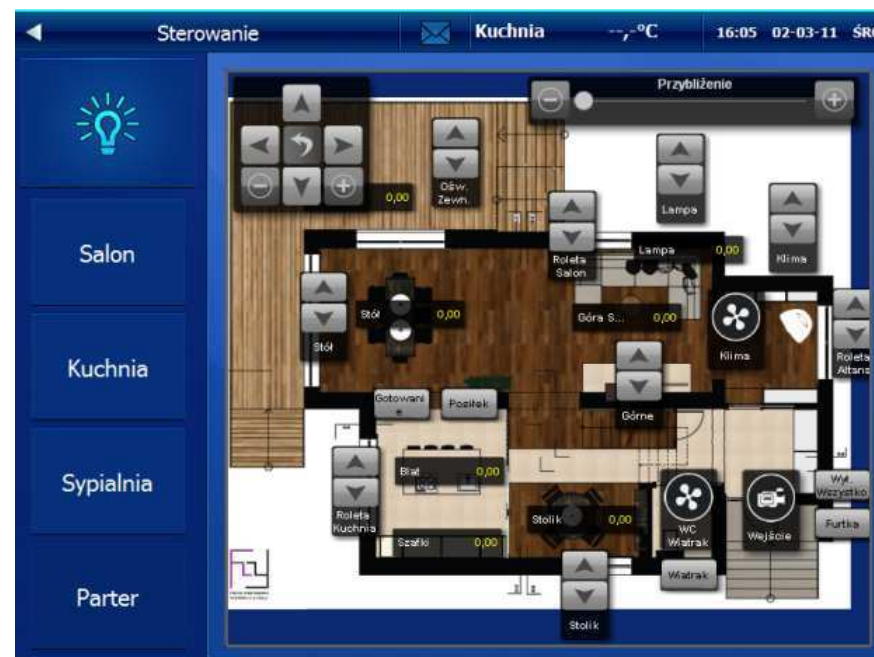 Sterowanie
Kuchnia
--,-°C
16:05 02-03-11 ŚR
Przybliżenie
Salon
Kuchnia
Sypialnia
Parter
0,00
Ośw.
Zewn.
Lampa
Klima
Roleta
Salon
Lampa 0,00
Stół
Stół 0,00
Góra S... 0,00
Klima
Roleta
Altana
Górne
Gotowani
e
Posiłek
Roleta
Kuchnia
Blat 0,00
Szafki 0,00
Stolik 0,00
WC
Wiatrak
Wiatrak
Wejście
Wył.
Wszystko
Furtka
Stolik